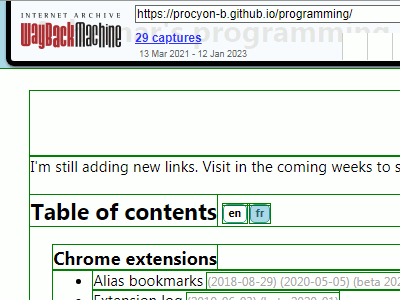 INTERNET ARCHIVE
WayBackMachine
https://procyon-b.github.io/programming/
29 captures
13 Mar 2021 - 12 Jan 2023
's programming
I'm still adding new links. Visit in the coming weeks to s
Table of contents en fr
Chrome extensions
Alias bookmarks (2018-08-29) (2020-05-05) (beta 202
Extension log